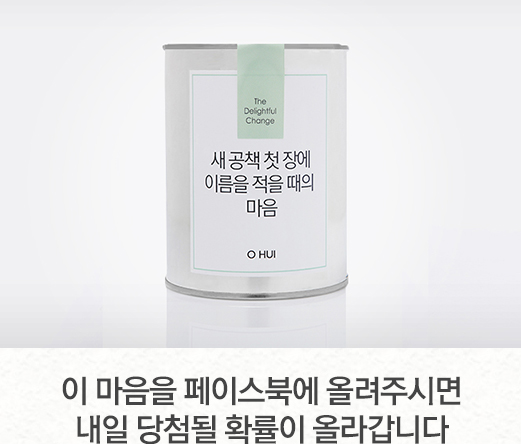 The
Delightful
Change
새 공책 첫 장에
이름을 적을 때의
마음
O HUI
이 마음을 페이스북에 올려주시면
내일 당첨될 확률이 올라갑니다